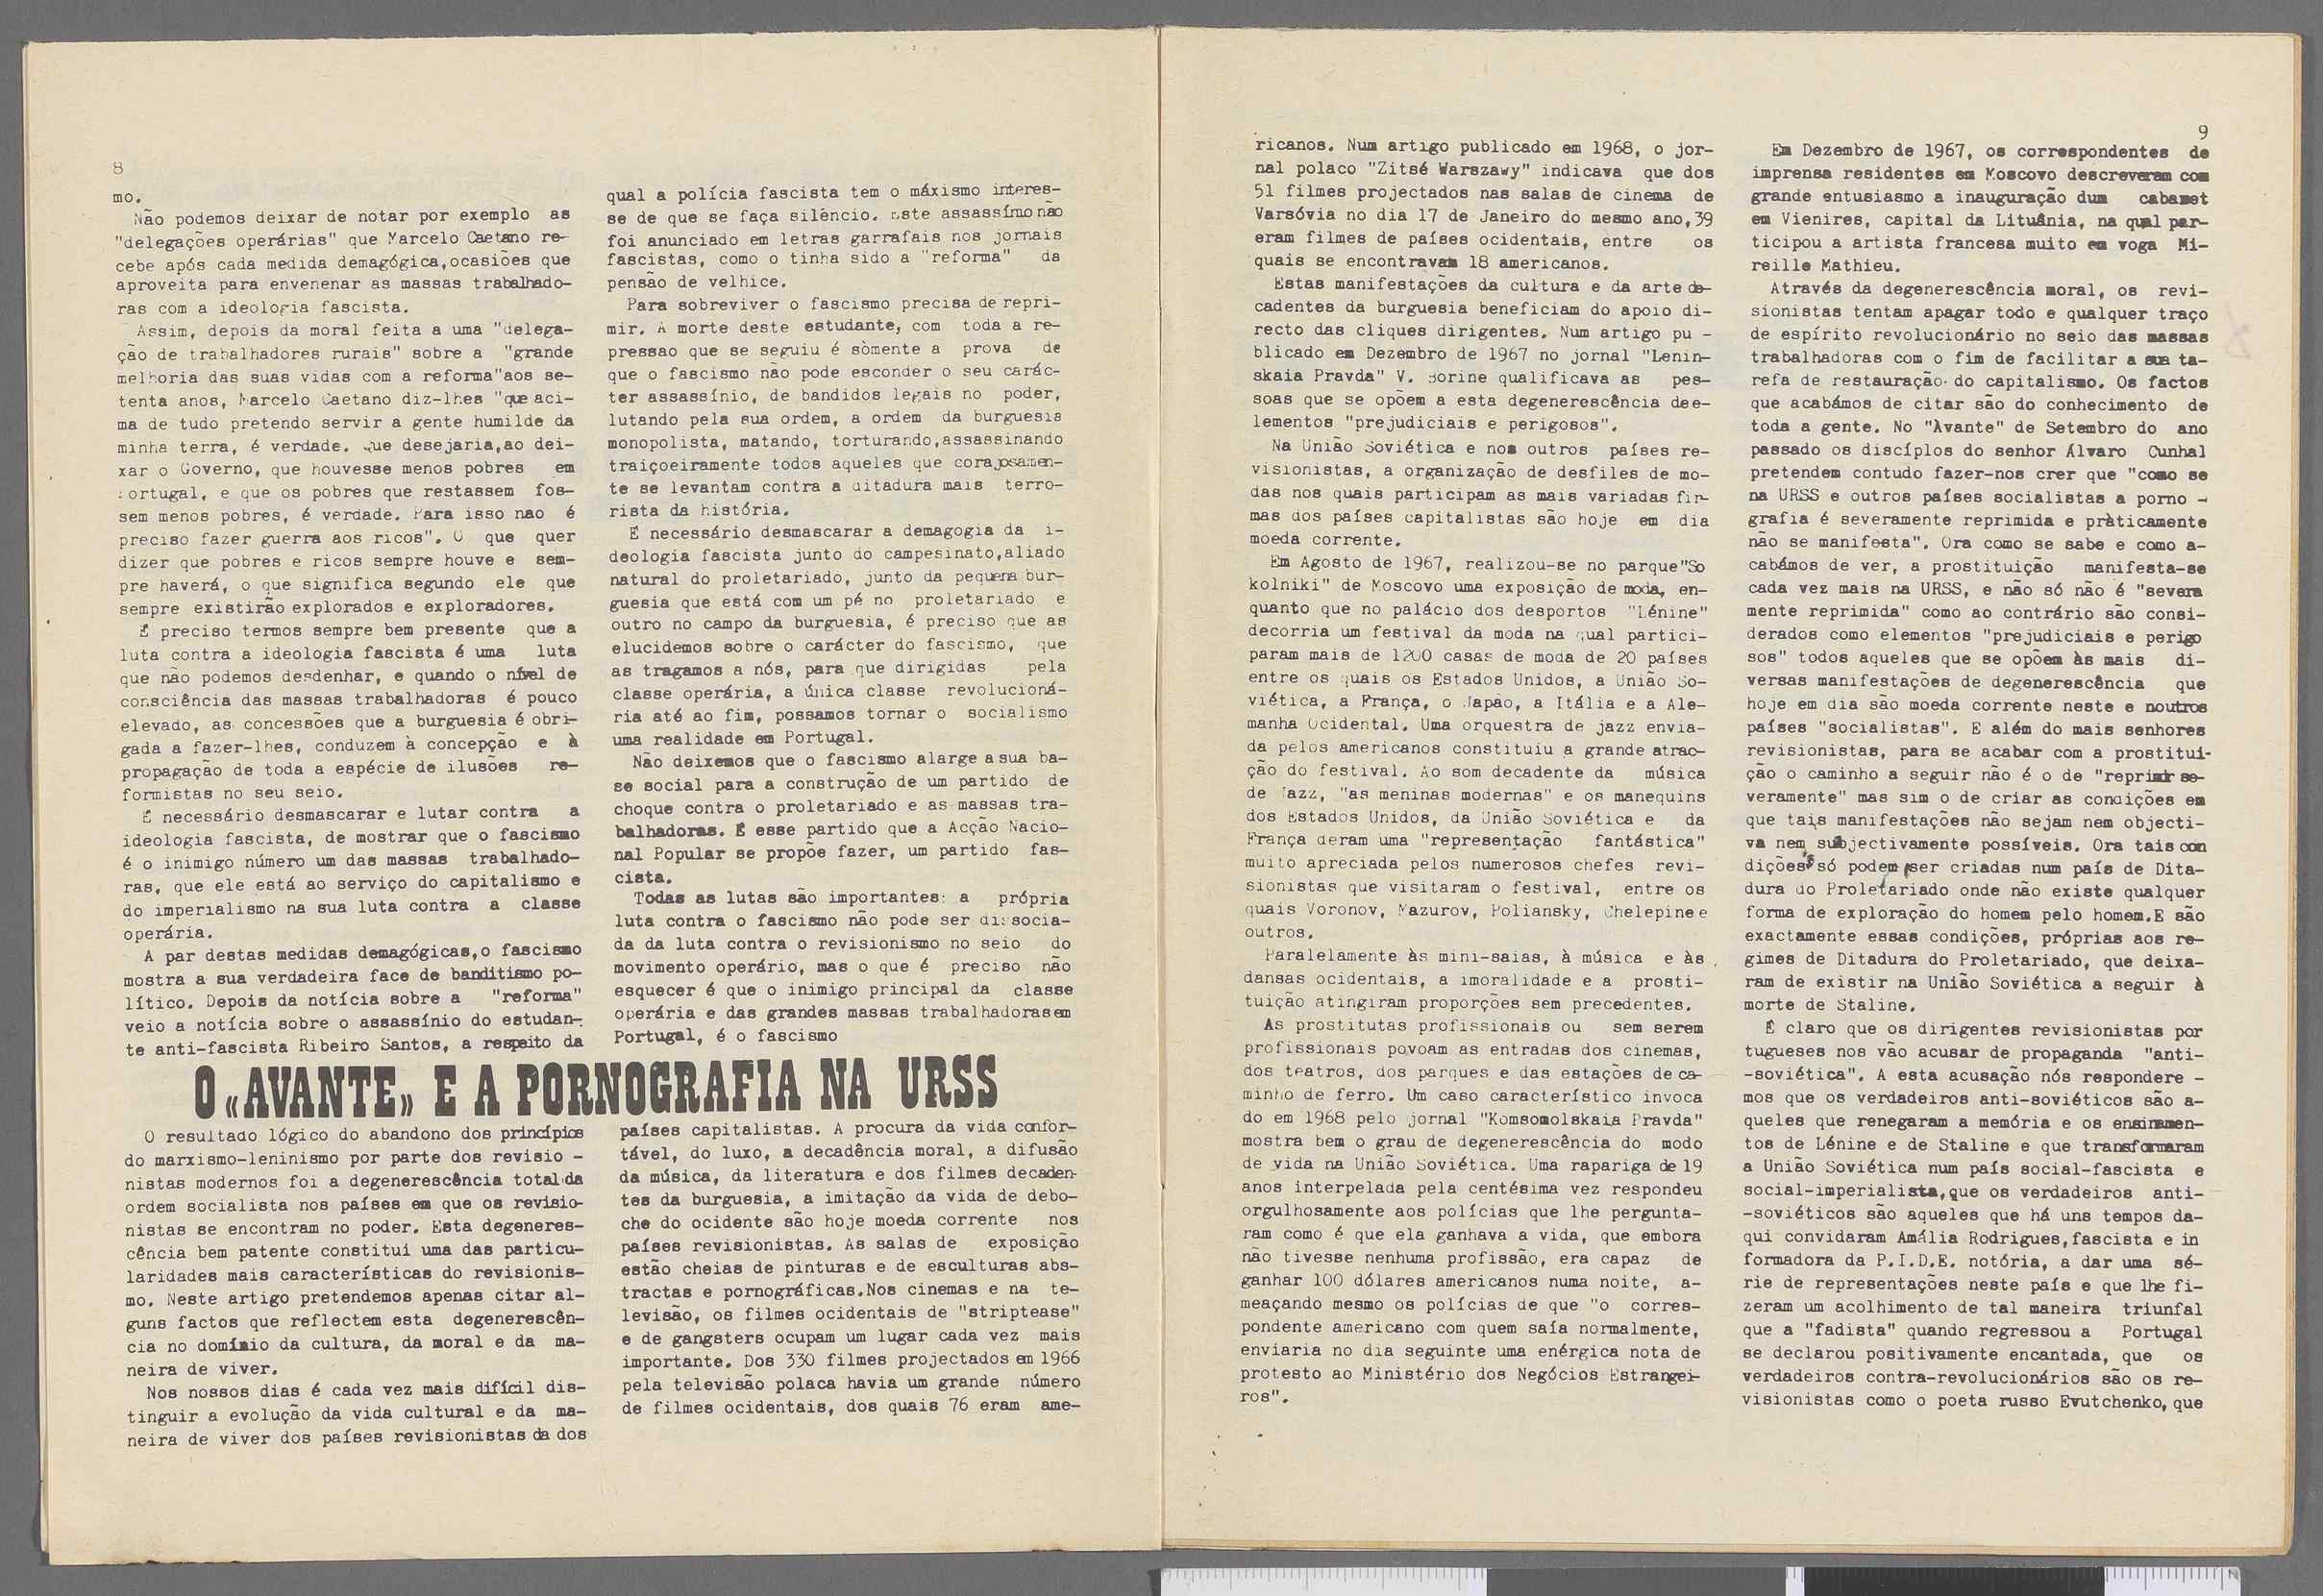 8
mo.
Não podemos deixar de notar por exemplo as
"delegações operárias" que Marcelo Caetano re-
cebe após cada medida demagógica,ocasiões que
aproveita para envenenar as massas trabalhado-
ras com a ideologia fascista.
Assim, depois da moral feita a uma "delega-
ção de trabalhadores rurais" sobre a "grande
melhoria das suas vidas com a reforma"aos se-
tenta anos, Marcelo Caetano diz-lhes "que aci-
ma de tudo pretendo servir a gente humilde da
minha terra, é verdade. Que desejaria,ao dei-
xar o Governo, que houvesse menos pobres em
Portugal, e que os pobres que restassem fos-
sem menos pobres, é verdade. Para isso nao é
preciso fazer guerra aos ricos". O que quer
dizer que pobres e ricos sempre houve e sem-
pre haverá, o que significa segundo ele que
sempre existirão explorados e exploradores.
É preciso termos sempre bem presente que a
luta contra a ideologia fascista é uma luta
que não podemos desdenhar, e quando o nível de
consciência das massas trabalhadoras é pouco
elevado, as concessões que a burguesia é obri-
gada a fazer-lhes, conduzem à concepção e à
propagação de toda a espécie de ilusões re-
formistas no seu seio.
É necessário desmascarar e lutar contra a
ideologia fascista, de mostrar que o fascismo
é o inimigo número um das massas trabalhado-
ras, que ele está ao serviço do capitalismo e
do imperialismo na sua luta contra a classe
operária.
A par destas medidas demagógicas,o fascismo
mostra a sua verdadeira face de banditismo po-
lítico. Depois da notícia sobre a "reforma"
veio a notícia sobre o assassínio do estudan-
te anti-fascista Ribeiro Santos, a respeito da
qual a polícia fascista tem o máxismo interes-
se de que se faça silêncio. Este assassírno não
foi anunciado em letras garrafais nos jornais
fascistas, como o tinha sido a "reforma" da
pensão de velhice.
Para sobreviver o fascismo precisa de repri-
mir. A morte deste estudante, com toda a re-
pressao que se seguiu é sòmente a prova de
que o fascismo não pode esconder o seu carác-
ter assassínio, de bandidos legais no poder,
lutando pela sua ordem, a ordem da burguesia
monopolista, matando, torturando,assassinando
traiçoeiramente todos aqueles que corajosamen-
te se levantam contra a ditadura mais terro-
rista da história.
É necessário desmascarar a demagogia da i-
deologia fascista junto do campesinato,aliado
natural do proletariado, junto da pequena bur-
guesia que está com um pé no proletariado e
outro no campo da burguesia, é preciso que as
elucidemos sobre o carácter do fascismo, que
as tragamos a nós, para que dirigidas pela
classe operária, a única classe revolucioná-
ria até ao fim, possamos tornar o socialismo
uma realidade em Portugal.
Não deixemos que o fascismo alarge a sua ba-
se social para a construção de um partido de
choque contra o proletariado e as massas tra-
balhadoras. É esse partido que a Acção Nacio-
nal Popular se propõe fazer, um partido fas-
cista.
Todas as lutas são importantes: a própria
luta contra o fascismo não pode ser dissocia-
da da luta contra o revisionismo no seio do
movimento operário, mas o que é preciso não
esquecer é que o inimigo principal da classe
operária e das grandes massas trabalhadoras em
Portugal, é o fascismo
O «AVANTE» E A PORNOGRAFIA NA URSS
O resultado lógico do abandono dos princípios
do marxismo-leninismo por parte dos revisio -
nistas modernos foi a degenerescência total da
ordem socialista nos países em que os revisio-
nistas se encontram no poder. Esta degeneres-
cência bem patente constitui uma das particu-
laridades mais características do revisionis-
mo. Neste artigo pretendemos apenas citar al-
guns factos que reflectem esta degenerescên-
cia no domínio da cultura, da moral e da ma-
neira de viver.
Nos nossos dias é cada vez mais difícil dis-
tinguir a evolução da vida cultural e da ma-
neira de viver dos países revisionistas da dos
países capitalistas. A procura da vida confor-
tável, do luxo, a decadência moral, a difusão
da música, da literatura e dos filmes decaden-
tes da burguesia, a imitação da vida de debo-
che do ocidente são hoje moeda corrente nos
países revisionistas. As salas de exposição
estão cheias de pinturas e de esculturas abs-
tractas e pornográficas.Nos cinemas e na te-
levisão, os filmes ocidentais de "striptease"
e de gangsters ocupam um lugar cada vez mais
importante. Dos 330 filmes projectados em 1966
pela televisão polaca havia um grande número
de filmes ocidentais, dos quais 76 eram ame-
9
ricanos. Num artigo publicado em 1968, o jor-
nal polaco "Zitsé Warszawy" indicava que dos
51 filmes projectados nas salas de cinema de
Varsóvia no dia 17 de Janeiro do mesmo ano,39
eram filmes de países ocidentais, entre os
quais se encontravam 18 americanos.
Estas manifestações da cultura e da arte de-
cadentes da burguesia beneficiam do apoio di-
recto das cliques dirigentes. Num artigo pu -
blicado em Dezembro de 1967 no jornal "Lenin-
skaia Pravda" V. Sorine qualificava as pes-
soas que se opõem a esta degenerescência de e-
lementos "prejudiciais e perigosos".
Na União Soviética e nos outros países re-
visionistas, a organização de desfiles de mo-
das nos quais participam as mais variadas fir-
mas dos países capitalistas são hoje em dia
moeda corrente.
Em Agosto de 1967, realizou-se no parque"So
kolniki" de Moscovo uma exposição de moda, en-
quanto que no palácio dos desportos "Lénine"
decorria um festival da moda na qual partici-
param mais de 1200 casas de moda de 20 países
entre os quais os Estados Unidos, a União So-
viética, a França, o Japão, a Itália e a Ale-
manha Ocidental. Uma orquestra de jazz envia-
da pelos americanos constituiu a grande atrac-
ção do festival. Ao som decadente da música
de Jazz, "as meninas modernas" e os manequins
dos Estados Unidos, da União Soviética e da
França deram uma "representação fantástica"
muito apreciada pelos numerosos chefes revi-
sionistas que visitaram o festival, entre os
quais Voronov, Mazurov, Poliansky, Chelepine e
outros.
Paralelamente às mini-saias, à música e às
dansas ocidentais, a imoralidade e a prosti-
tuição atingiram proporções sem precedentes.
As prostitutas profissionais ou sem serem
profissionais povoam as entradas dos cinemas,
dos teatros, dos parques e das estações de ca-
minho de ferro. Um caso característico invoca
do em 1968 pelo jornal "Komsomolskaia Pravda"
mostra bem o grau de degenerescência do modo
de vida na União Soviética. Uma rapariga de 19
anos interpelada pela centésima vez respondeu
orgulhosamente aos polícias que lhe pergunta-
ram como é que ela ganhava a vida, que embora
não tivesse nenhuma profissão, era capaz de
ganhar 100 dólares americanos numa noite, a-
meaçando mesmo os polícias de que "o corres-
pondente americano com quem saía normalmente,
enviaria no dia seguinte uma enérgica nota de
protesto ao Ministério dos Negócios Estrangei-
ros".
Em Dezembro de 1967, os correspondentes de
imprensa residentes em Moscovo descreveram com
grande entusiasmo a inauguração dum cabaret
em Vienires, capital da Lituânia, na qual par-
ticipou a artista francesa muito em voga Mi-
reille Mathieu.
Através da degenerescência moral, os revi-
sionistas tentam apagar todo e qualquer traço
de espírito revolucionário no seio das massas
trabalhadoras com o fim de facilitar a sua ta-
refa de restauração do capitalismo. Os factos
que acabámos de citar são do conhecimento de
toda a gente. No "Avante" de Setembro do ano
passado os discíplos do senhor Álvaro Cunhal
pretendem contudo fazer-nos crer que "como se
na URSS e outros países socialistas a porno -
grafia é severamente reprimida e pràticamente
não se manifesta". Ora como se sabe e como a-
cabámos de ver, a prostituição manifesta-se
cada vez mais na URSS, e não só não é "severa
mente reprimida" como ao contrário são consi-
derados como elementos "prejudiciais e perigo
sos" todos aqueles que se opõem às mais di-
versas manifestações de degenerescência que
hoje em dia são moeda corrente neste e noutros
países "socialistas". E além do mais senhores
revisionistas, para se acabar com a prostitui-
ção o caminho a seguir não é o de "reprimir se-
veramente" mas sim o de criar as condições em
que tais manifestações não sejam nem objecti-
va nem subjectivamente possíveis. Ora tais con
dições só podem ser criadas num país de Dita-
dura do Proletariado onde não existe qualquer
forma de exploração do homem pelo homem.E são
exactamente essas condições, próprias aos re-
gimes de Ditadura do Proletariado, que deixa-
ram de existir na União Soviética a seguir à
morte de Staline.
É claro que os dirigentes revisionistas por
tugueses nos vão acusar de propaganda "anti-
-soviética". A esta acusação nós respondere -
mos que os verdadeiros anti-soviéticos são a-
queles que renegaram a memória e os ensinamen-
tos de Lénine e de Staline e que transformaram
a União Soviética num país social-fascista e
social-imperialista,que os verdadeiros anti-
-soviéticos são aqueles que há uns tempos da-
qui convidaram Amália Rodrigues,fascista e in
formadora da P.I.D.E. notória, a dar uma sé-
rie de representações neste país e que lhe fi-
zeram um acolhimento de tal maneira triunfal
que a "fadista" quando regressou a Portugal
se declarou positivamente encantada, que os
verdadeiros contra-revolucionários são os re-
visionistas como o poeta russo Evutchenko, que